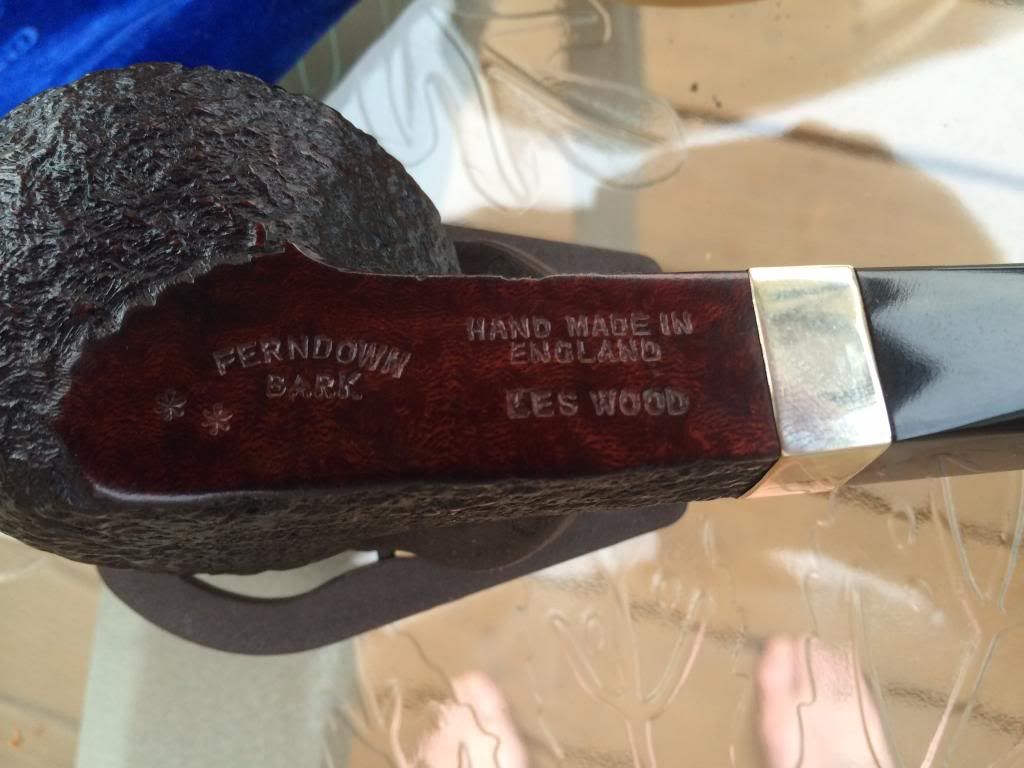 FERNDOWN
BARK
HAND MADE IN
ENGLAND
LES WOOD